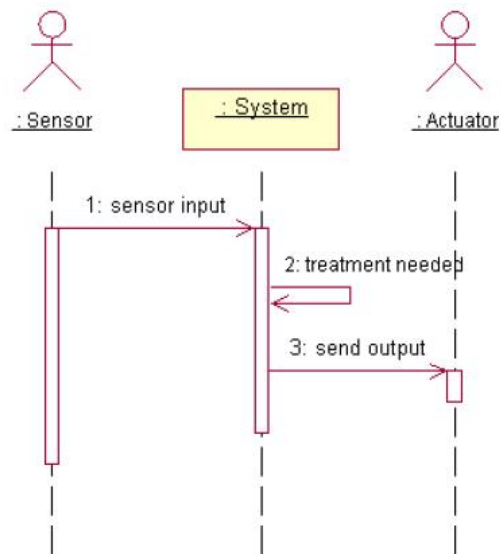 : Sensor
: System
: Actuator
1: sensor input
2: treatment needed
3: send output